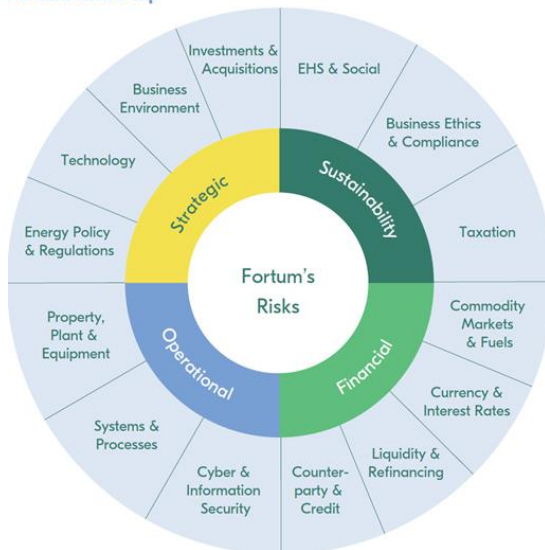 Investments &
Acquisitions
EHS & Social
Business
Environment
Business Ethics
& Compliance
Technology
Strategic
Sustainability
Energy Policy
& Regulations
Taxation
Fortum's
Risks
Property,
Plant &
Equipment
Commodity
Markets
& Fuels
Operational
Financial
Currency &
Interest Rates
Systems &
Processes
Liquidity &
Refinancing
Cyber &
Information
Security
Counter-
party &
Credit